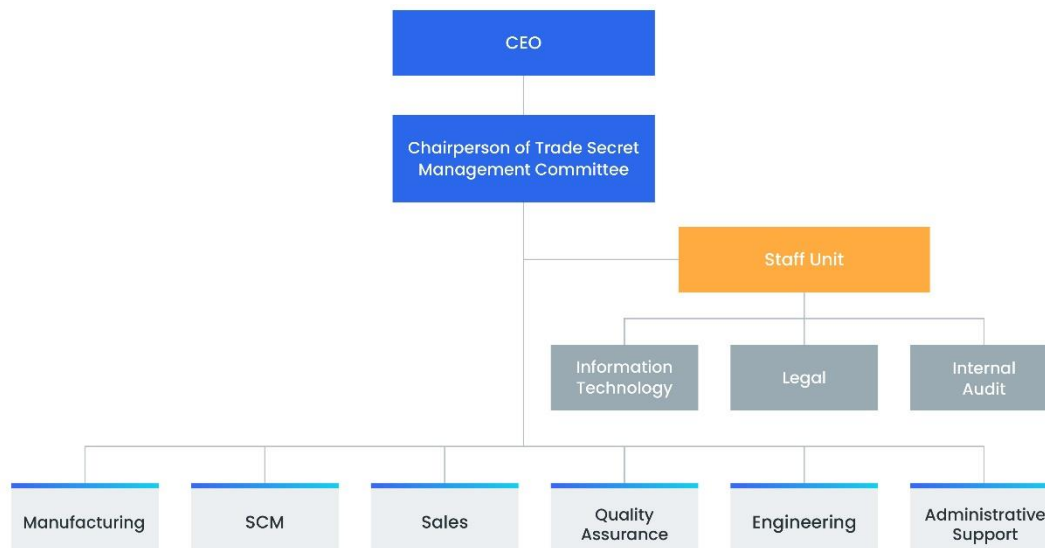 CEO
Chairperson of Trade Secret
Management Committee
Staff Unit
Information
Technology
Legal
Internal
Audit
Manufacturing
SCM
Sales
Quality
Assurance
Engineering
Administrative
Support